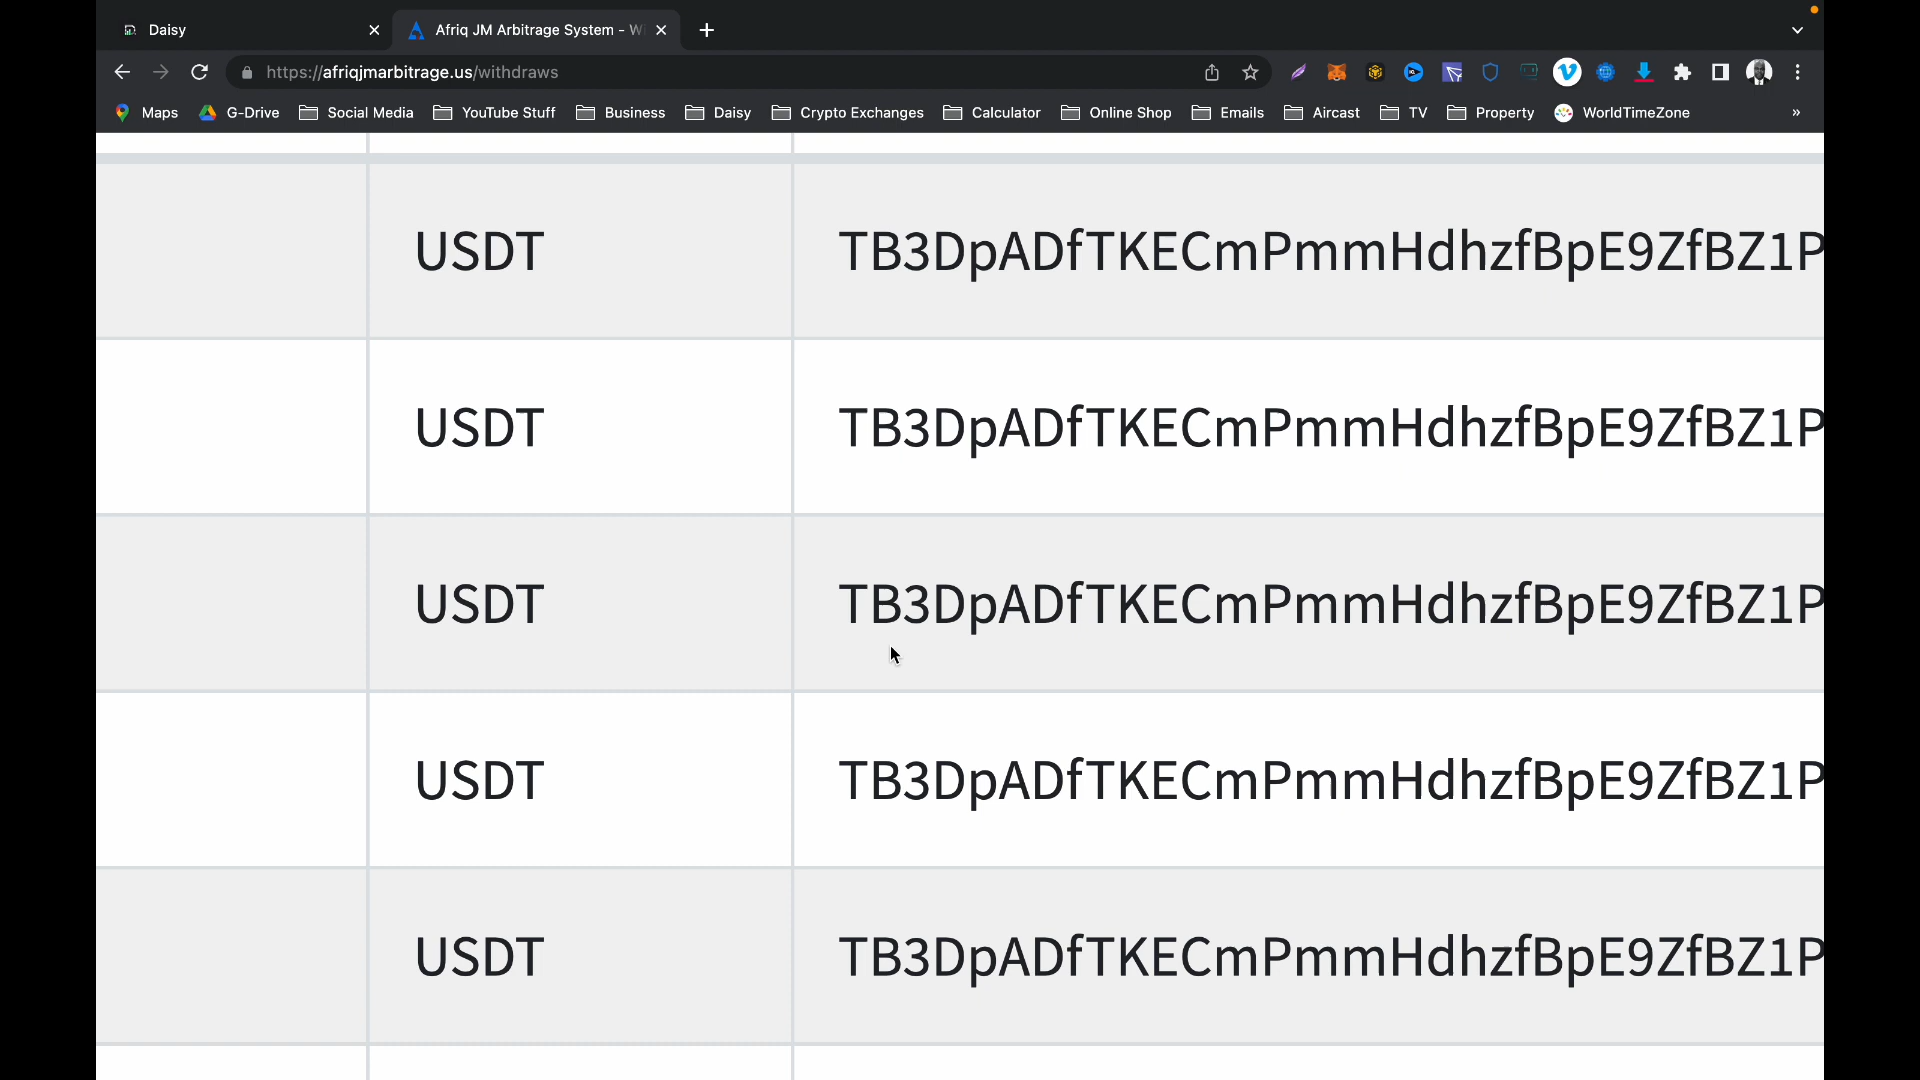 Daisy
Afriq JM Arbitrage System - W
https://afriqjmarbitrage.us/withdraws
Maps G-Drive Social Media YouTube Stuff Business Daisy Crypto Exchanges Calculator Online Shop Emails Aircast TV Property WorldTimeZone »
USDT TB3DpADfTKECmPmmHdhzfBpE9ZfBZ1P
USDT TB3DpADfTKECmPmmHdhzfBpE9ZfBZ1P
USDT TB3DpADfTKECmPmmHdhzfBpE9ZfBZ1P
USDT TB3DpADfTKECmPmmHdhzfBpE9ZfBZ1P
USDT TB3DpADfTKECmPmmHdhzfBpE9ZfBZ1P